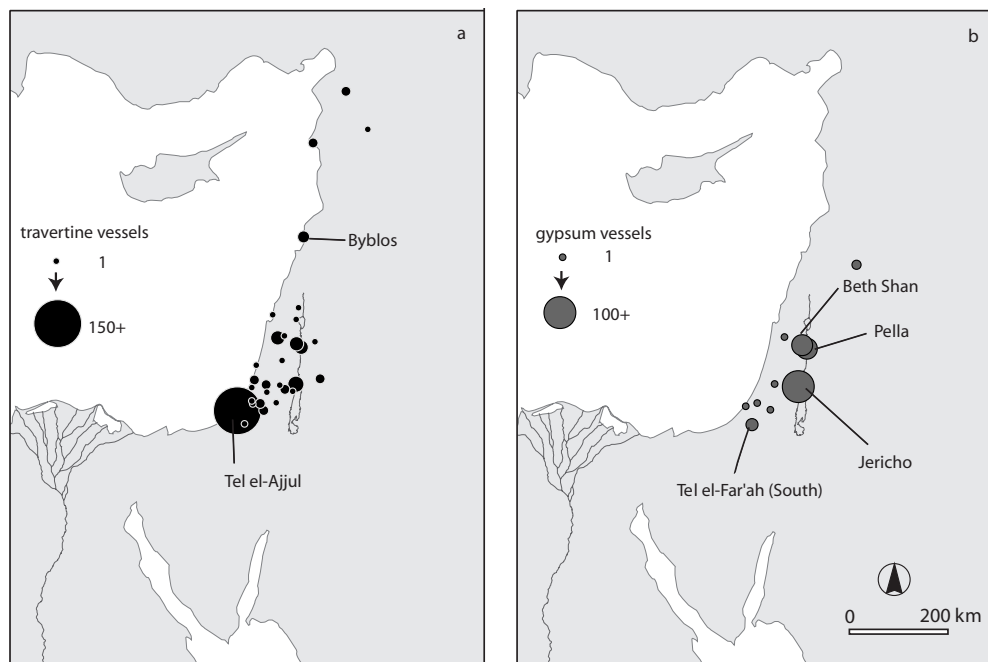 a
travertine vessels
1
150+
Byblos
Tel el-Ajjul
b
gypsum vessels
1
100+
Beth Shan
Pella
Jericho
Tel el-Far'ah (South)
0 200 km